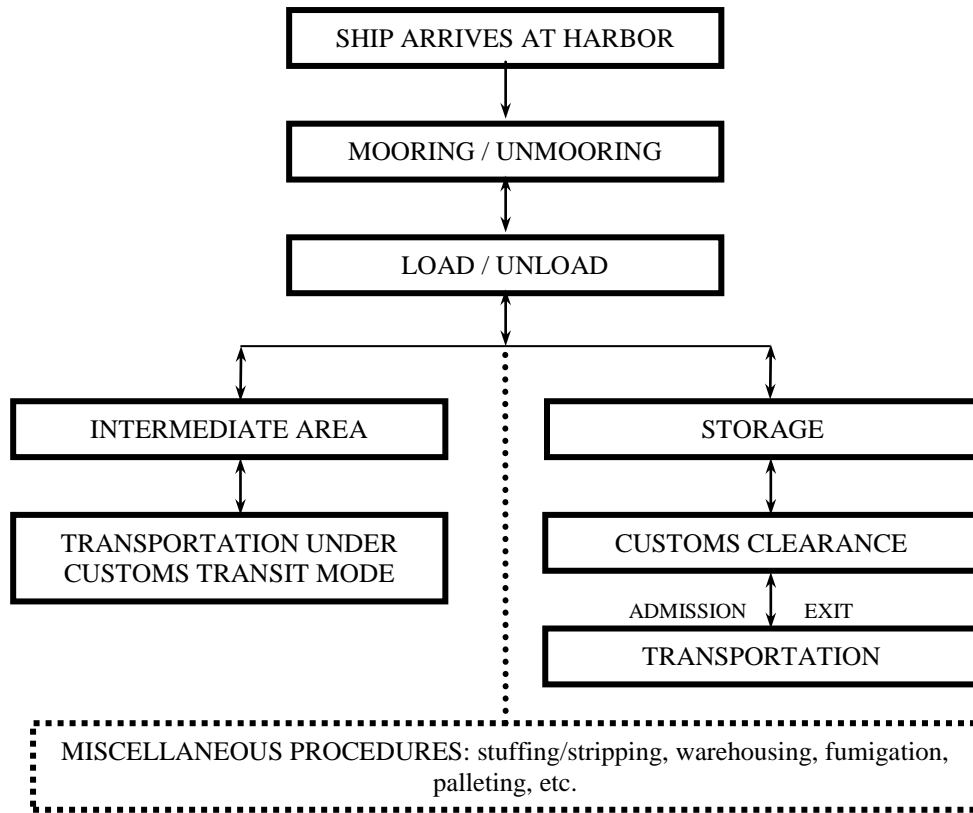 SHIP ARRIVES AT HARBOR
MOORING / UNMOORING
LOAD / UNLOAD
INTERMEDIATE AREA
STORAGE
TRANSPORTATION UNDER
CUSTOMS TRANSIT MODE
CUSTOMS CLEARANCE
ADMISSION
EXIT
TRANSPORTATION
MISCELLANEOUS PROCEDURES: stuffing/stripping, warehousing, fumigation,
palleting, etc.